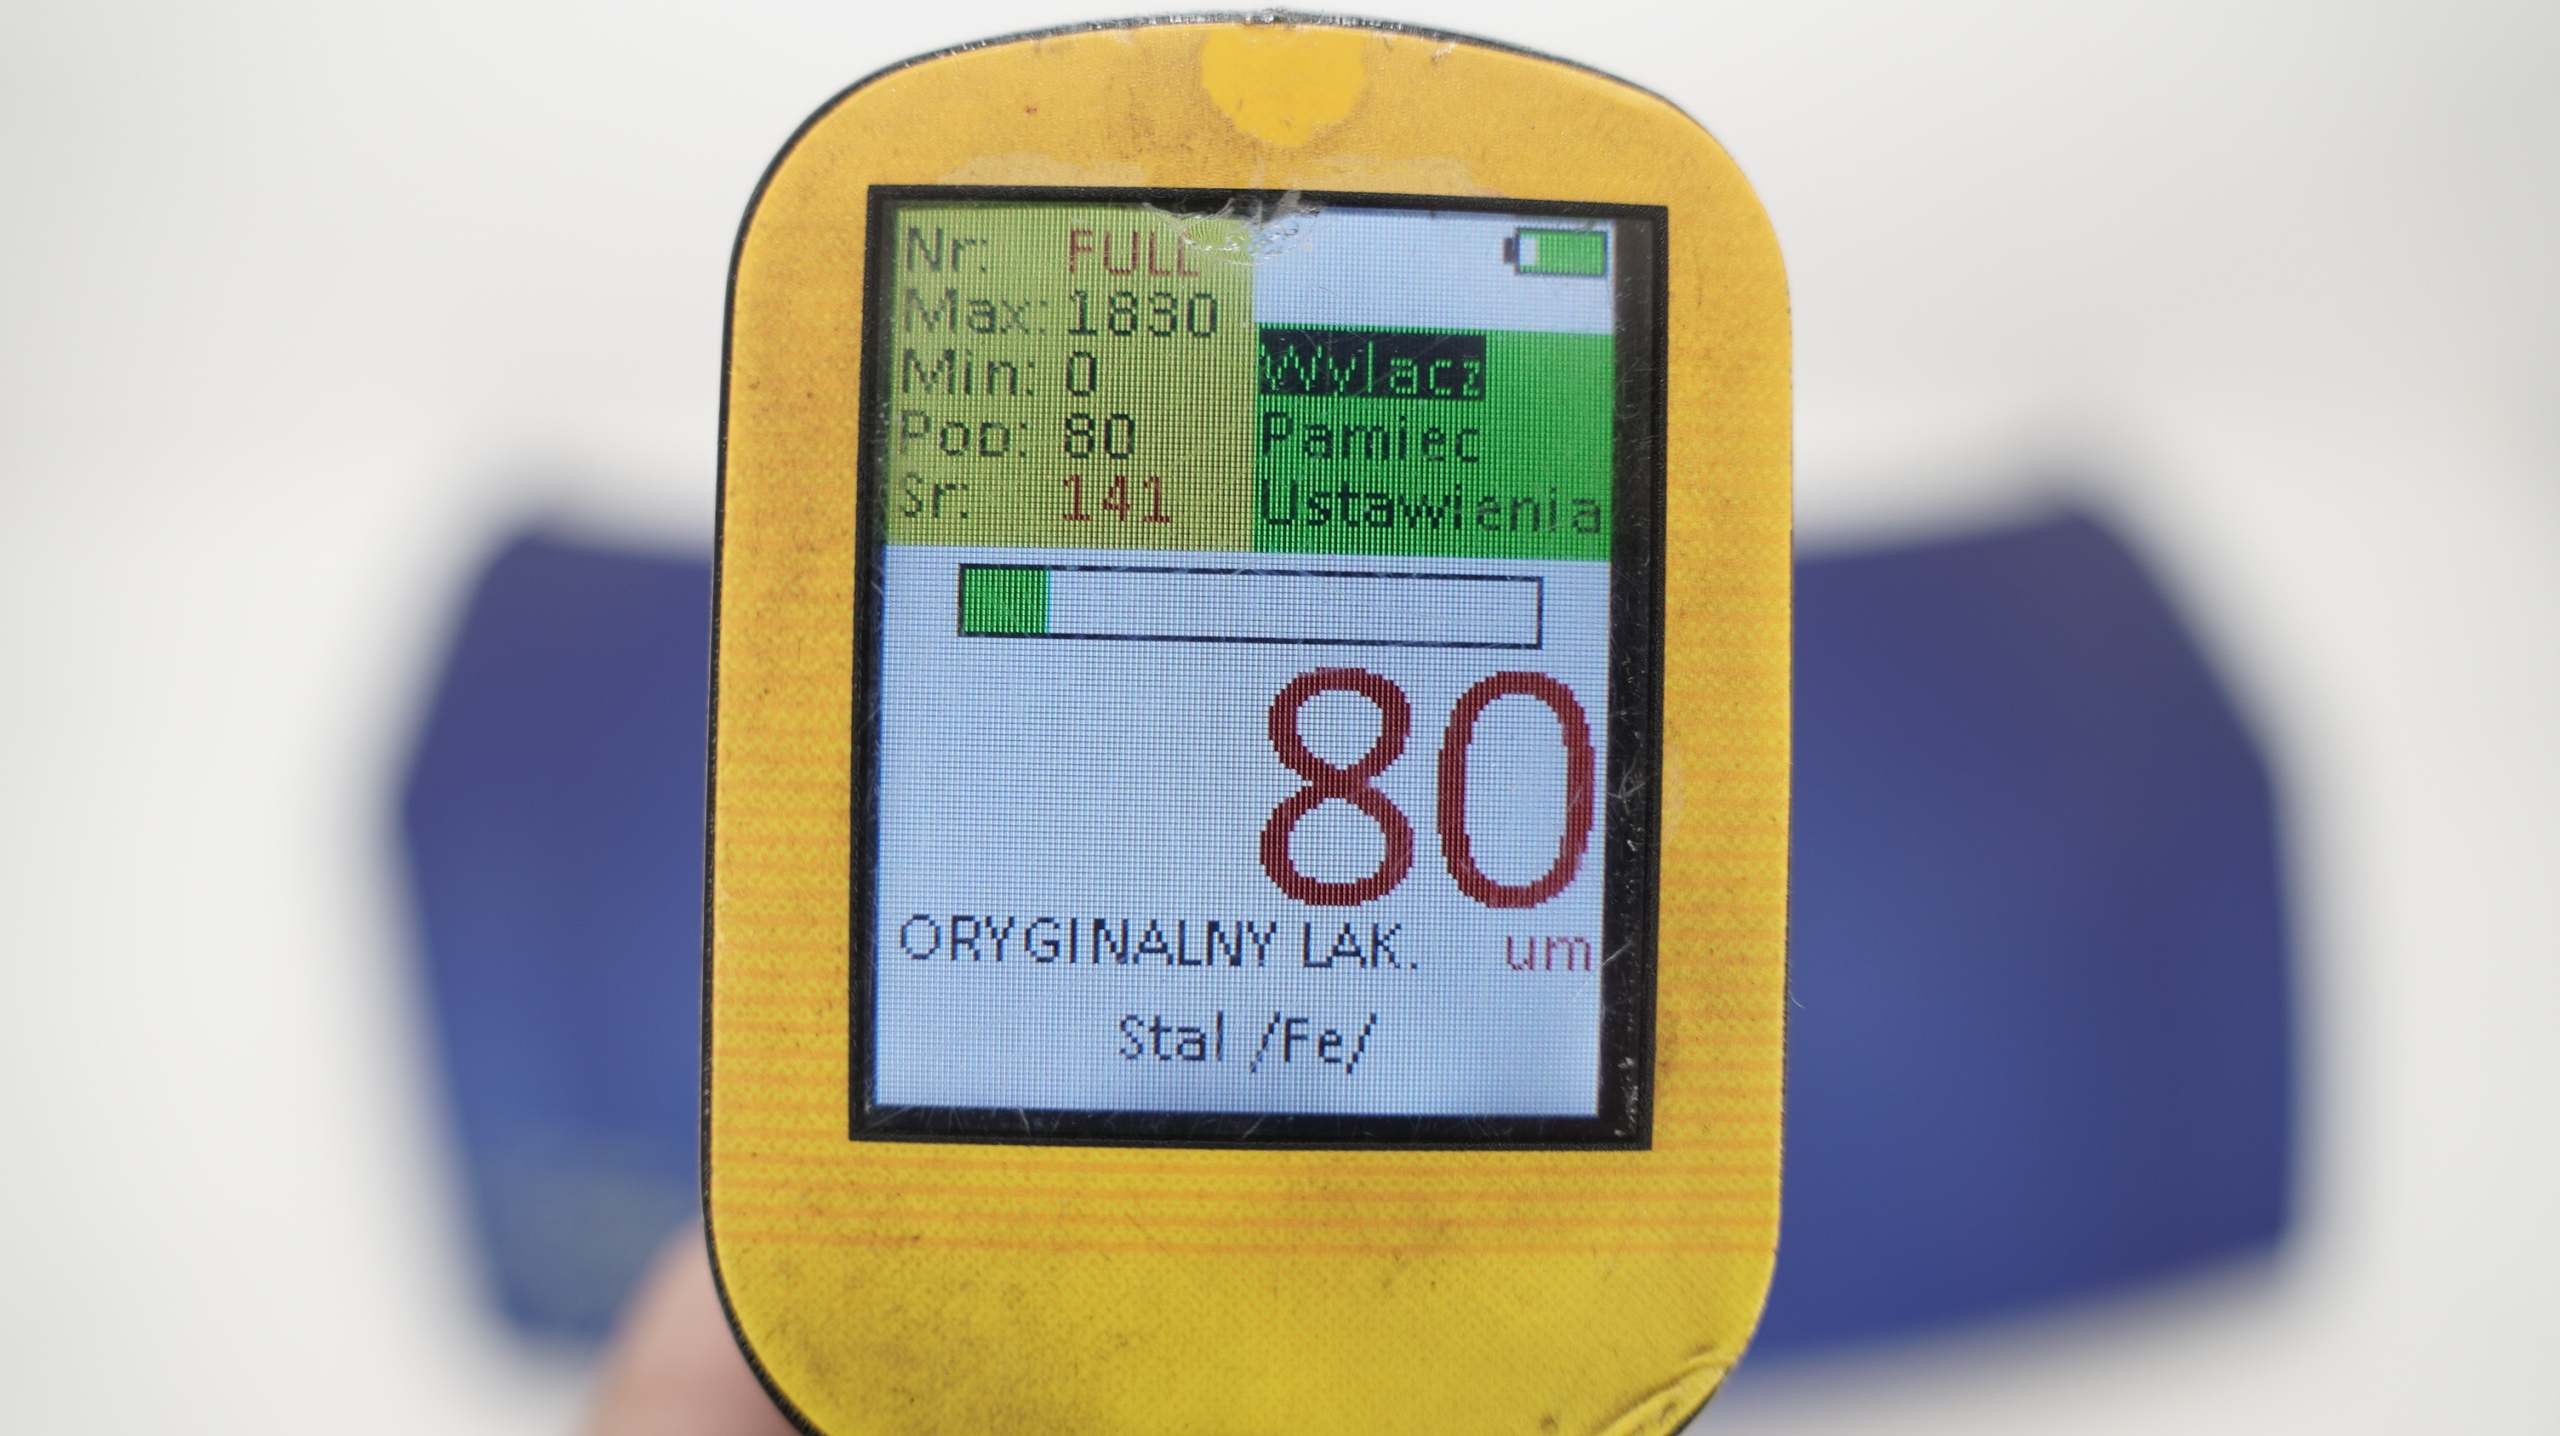 Nr: FULL
Max: 1830
Min: 0
Pop: 80
Sr: 141
Wylacz
Pamiec
Ustawienia
80
ORYGINALNY LAK. um
Stal /Fe/